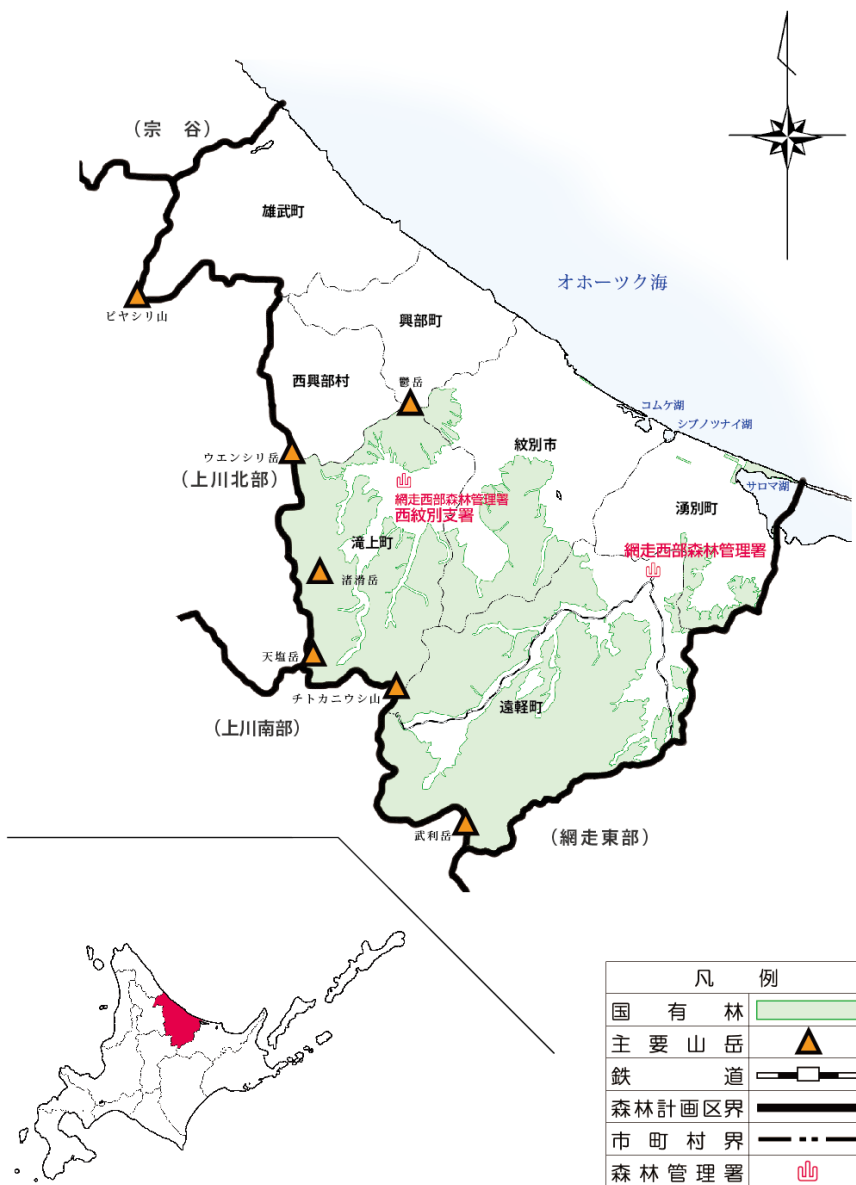 （宗　谷）
雄武町
オホーツク海
ピヤシリ山
興部町
西興部村
鬱岳
コムケ湖
シブノツナイ湖
紋別市
ウエンシリ岳
（上川北部）
サロマ湖
網走西部森林管理署
西紋別支署
湧別町
滝上町
網走西部森林管理署
渚滑岳
天塩岳
チトカニウシ山
遠軽町
（上川南部）
武利岳
（網走東部）
凡　例
国有林
主要山岳
鉄道
森林計画区界
市町村界
森林管理署